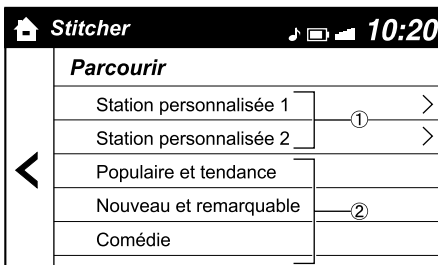 Stitcher 10:20
Parcourir
Station personnalisée 1
①
Station personnalisée 2
Populaire et tendance
Nouveau et remarquable
②
Comédie